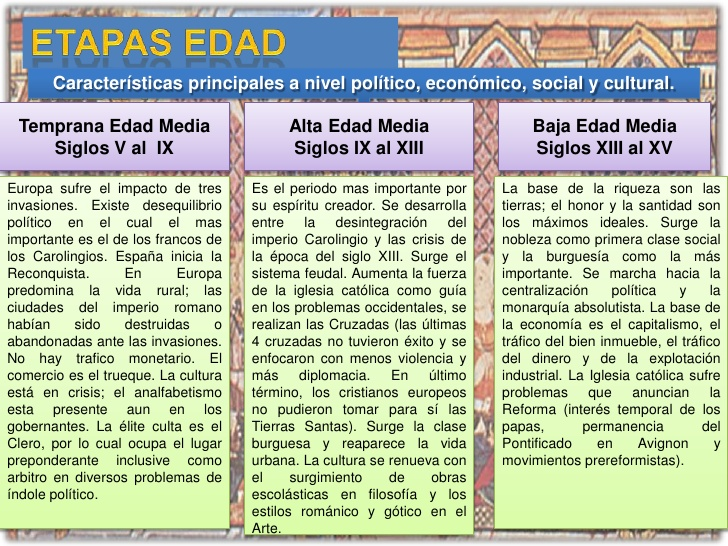 ETAPAS EDAD
Características principales a nivel político, económico, social y cultural.
Temprana Edad Media
Siglos V al IX
Europa sufre el impacto de tres
invasiones. Existe desequilibrio
político en el cual el mas
importante es el de los francos de
los Carolingios. España inicia la
Reconquista. En Europa
predomina la vida rural; las
ciudades del imperio romano
habían sido destruidas o
abandonadas ante las invasiones.
No hay trafico monetario. El
comercio es el trueque. La cultura
está en crisis; el analfabetismo
esta presente aun en los
gobernantes. La élite culta es el
Clero, por lo cual ocupa el lugar
preponderante inclusive como
arbitro en diversos problemas de
índole político.
Alta Edad Media
Siglos IX al XIII
Es el periodo mas importante por
su espíritu creador. Se desarrolla
entre la desintegración del
imperio Carolingio y las crisis de
la época del siglo XIII. Surge el
sistema feudal. Aumenta la fuerza
de la iglesia católica como guía
en los problemas occidentales, se
realizan las Cruzadas (las últimas
4 cruzadas no tuvieron éxito y se
enfocaron con menos violencia y
más diplomacia. En último
término, los cristianos europeos
no pudieron tomar para sí las
Tierras Santas). Surge la clase
burguesa y reaparece la vida
urbana. La cultura se renueva con
el surgimiento de obras
escolásticas en filosofía y los
estilos románico y gótico en el
Arte.
Baja Edad Media
Siglos XIII al XV
La base de la riqueza son las
tierras; el honor y la santidad son
los máximos ideales. Surge la
nobleza como primera clase social
y la burguesía como la más
importante. Se marcha hacia la
centralización política y la
monarquía absolutista. La base de
la economía es el capitalismo, el
tráfico del bien inmueble, el tráfico
del dinero y de la explotación
industrial. La Iglesia católica sufre
problemas que anuncian la
Reforma (interés temporal de los
papas, permanencia del
Pontificado en Avignon y
movimientos prereformistas).